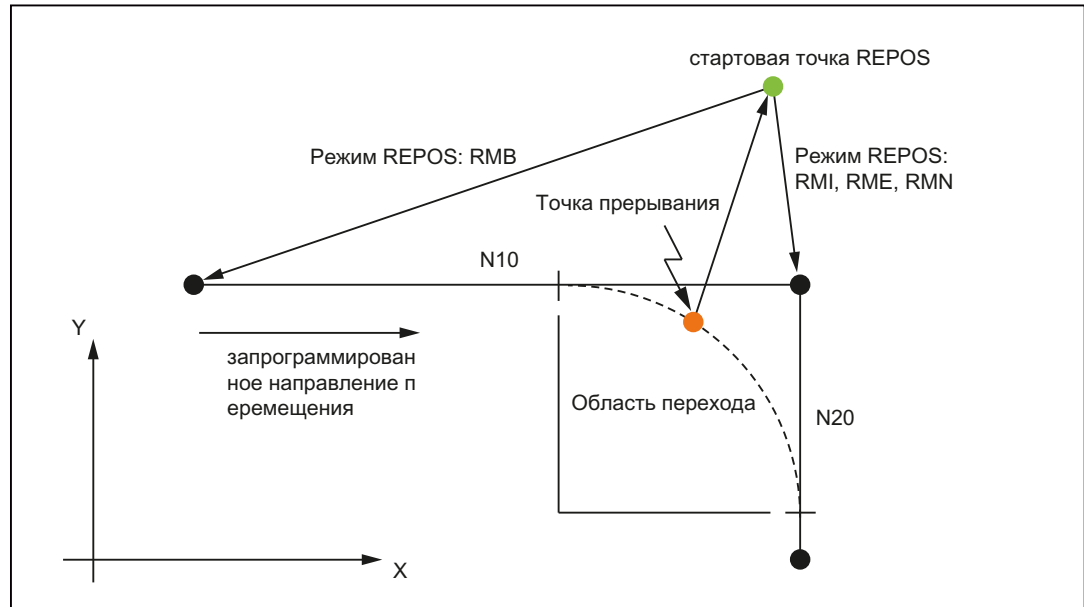 стартовая точка REPOS
Режим REPOS: RMB
Режим REPOS:
RMI, RME, RMN
Точка прерывания
N10
Y
запрограммирован
ное направление п
еремещения
Область перехода
N20
X